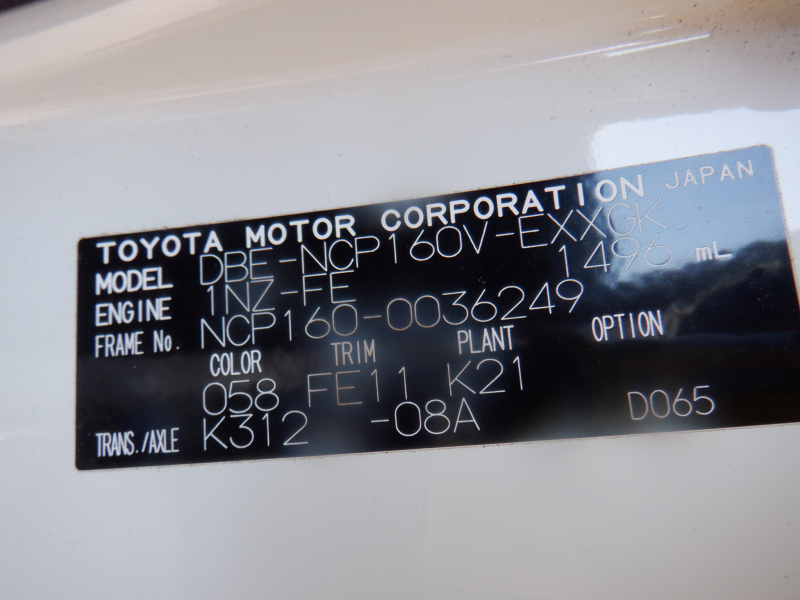 TOYOTA MOTOR CORPORATION JAPAN
MODEL DBE-NCP160V-EXXGK
ENGINE 1NZ-FE 1496 mL
FRAME No. NCP160-0036249
COLOR TRIM PLANT OPTION
058 FE11 K21
TRANS./AXLE K312 -08A D065